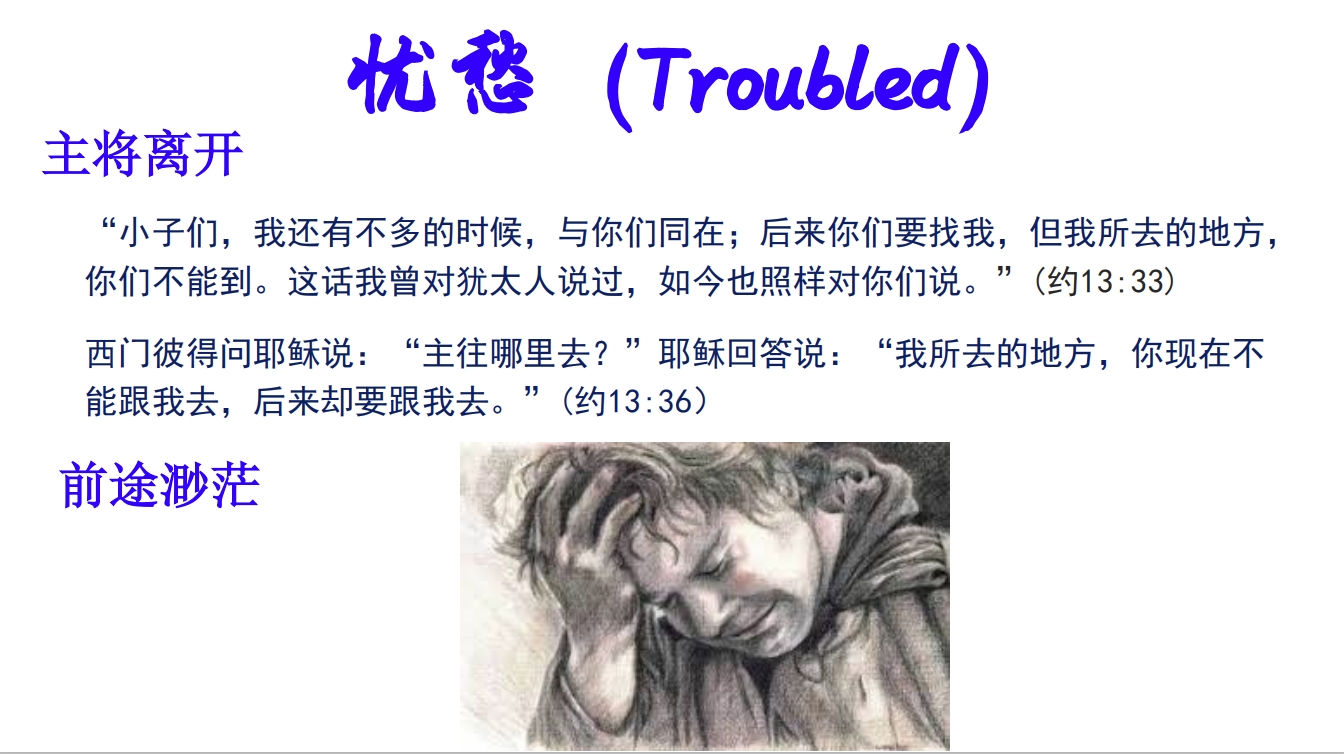 忧愁 (Troubled)
主将离开
“小子们，我还有不多的时候，与你们同在；后来你们要找我，但我所去的地方，
你们不能到。这话我曾对犹太人说过，如今也照样对你们说。”(约13:33)
西门彼得问耶稣说：“主往哪里去？”耶稣回答说：“我所去的地方，你现在不
能跟我去，后来却要跟我去。”(约13:36)
前途渺茫